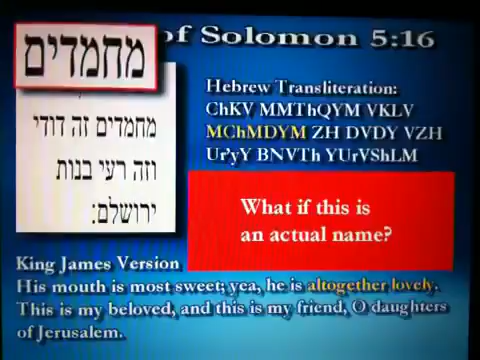 מחמדים
of Solomon 5:16
מחמדים זה דודי
וזה רעי בנות
ירושלם:
Hebrew Transliteration:
ChKV MMThQYM VKLV
MChMDYM ZH DVDY VZH
Ur'yY BNVTh YUrVShLM
What if this is
an actual name?
King James Version
His mouth is most sweet; yea, he is altogether lovely.
This is my beloved, and this is my friend, O daughters
of Jerusalem.